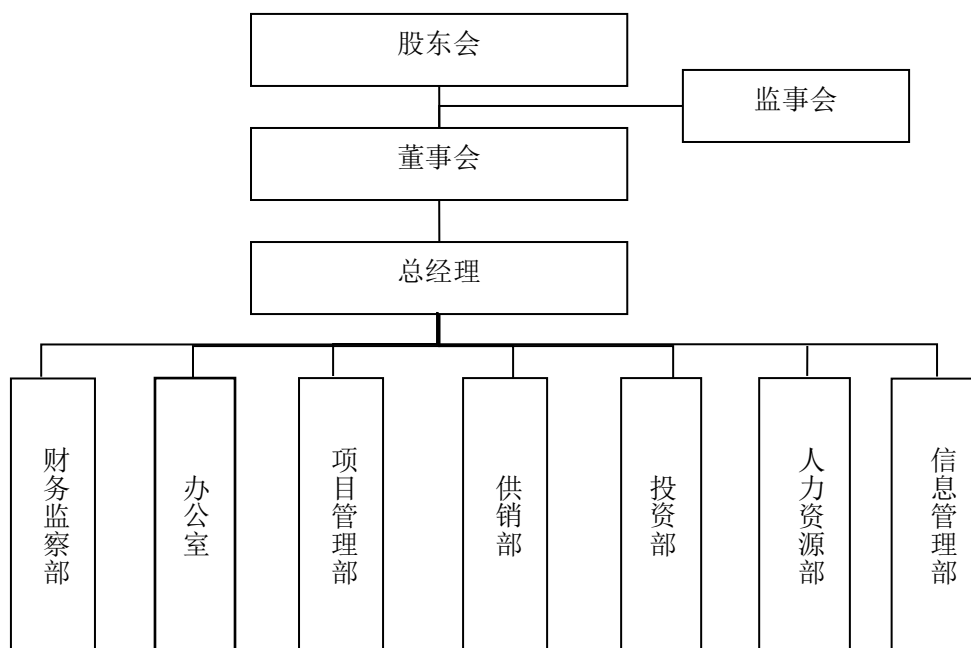 股东会
监事会
董事会
总经理
财务监察部
办公室
项目管理部
供销部
投资部
人力资源部
信息管理部